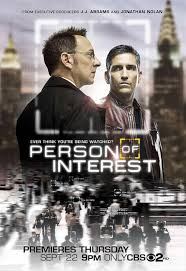 FROM EXECUTIVE PRODUCERS J.J. ABRAMS AND JONATHAN NOLAN
EVER THINK YOU'RE BEING WATCHED?
PERSON OF
INTEREST
PREMIERES THURSDAY
SEPT 22 9PM ONLY CBS 2 HD